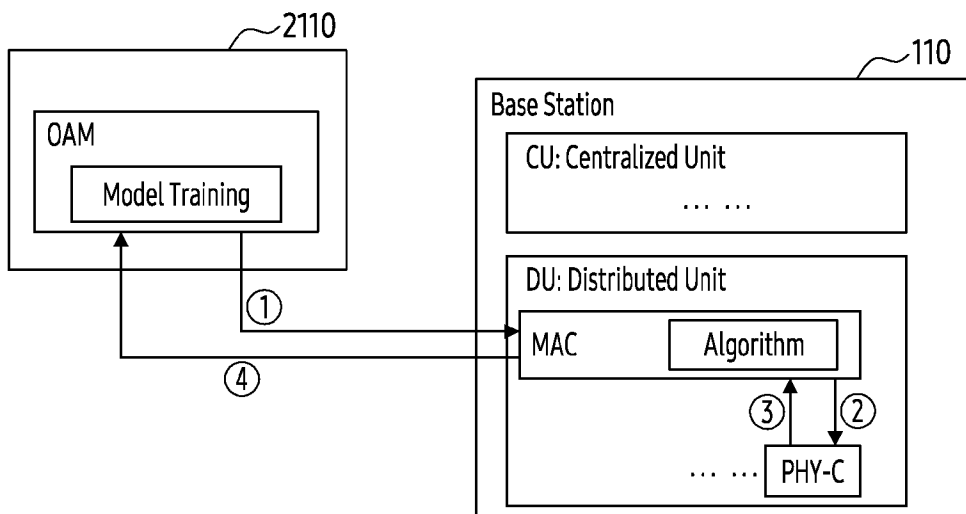 2110
110
OAM
Model Training
Base Station
CU: Centralized Unit
... ...
DU: Distributed Unit
①
MAC
Algorithm
④
③
②
... ...
PHY-C